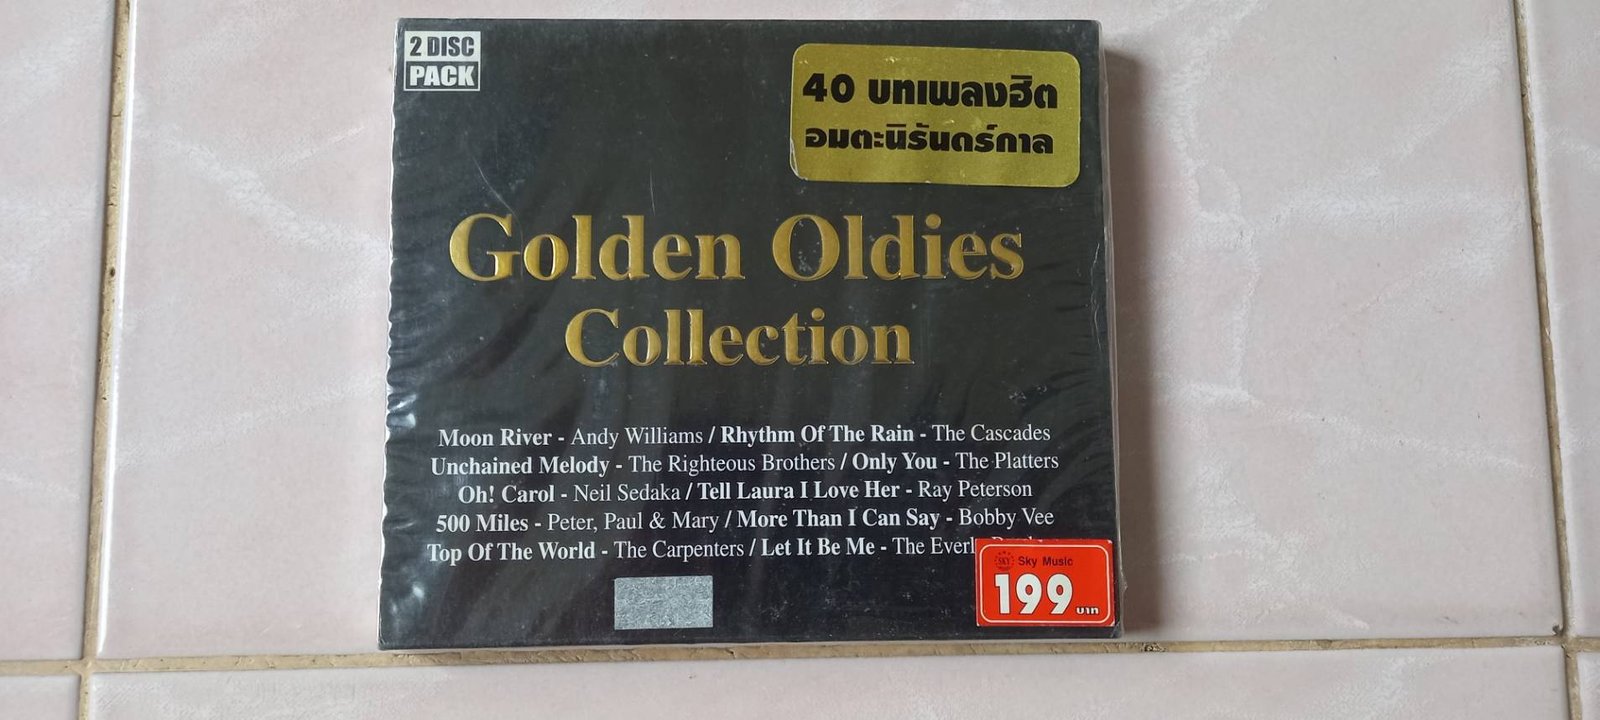 2 DISC
PACK
40 บทเพลงฮิต
อมตะนิรันดร์กาล
Golden Oldies
Collection
Moon River - Andy Williams / Rhythm Of The Rain - The Cascades
Unchained Melody - The Righteous Brothers / Only You - The Platters
Oh! Carol - Neil Sedaka / Tell Laura I Love Her - Ray Peterson
500 Miles - Peter, Paul & Mary / More Than I Can Say - Bobby Vee
Top Of The World - The Carpenters / Let It Be Me - The Everly
SKY Sky Music
199 บาท